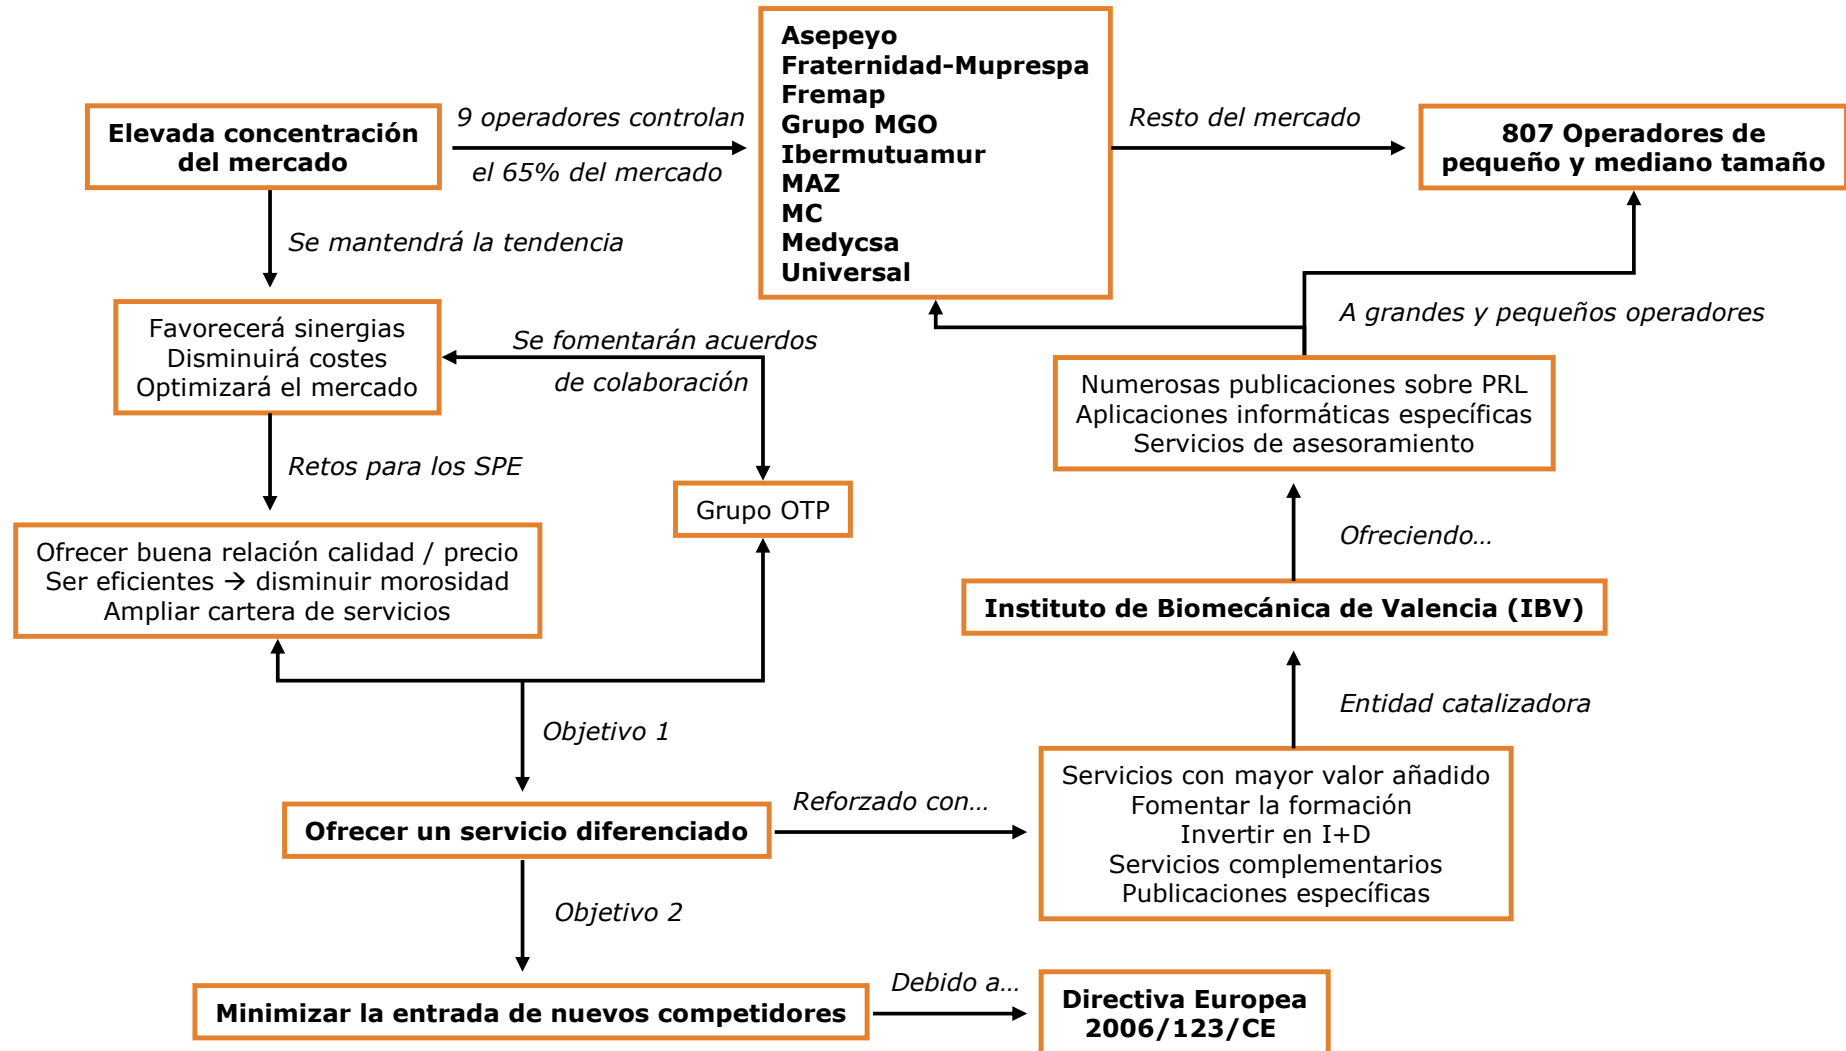 Elevada concentración
del mercado
9 operadores controlan
el 65% del mercado
Asepeyo
Fraternidad-Muprespa
Fremap
Grupo MGO
Ibermutuamur
MAZ
MC
Medycsa
Universal
Resto del mercado
807 Operadores de
pequeño y mediano tamaño
Se mantendrá la tendencia
Favorecerá sinergias
Disminuirá costes
Optimizará el mercado
Se fomentarán acuerdos
de colaboración
A grandes y pequeños operadores
Numerosas publicaciones sobre PRL
Aplicaciones informáticas específicas
Servicios de asesoramiento
Retos para los SPE
Grupo OTP
Ofreciendo…
Ofrecer buena relación calidad / precio
Ser eficientes → disminuir morosidad
Ampliar cartera de servicios
Instituto de Biomecánica de Valencia (IBV)
Entidad catalizadora
Objetivo 1
Servicios con mayor valor añadido
Fomentar la formación
Invertir en I+D
Servicios complementarios
Publicaciones específicas
Reforzado con…
Ofrecer un servicio diferenciado
Objetivo 2
Minimizar la entrada de nuevos competidores
Debido a…
Directiva Europea
2006/123/CE